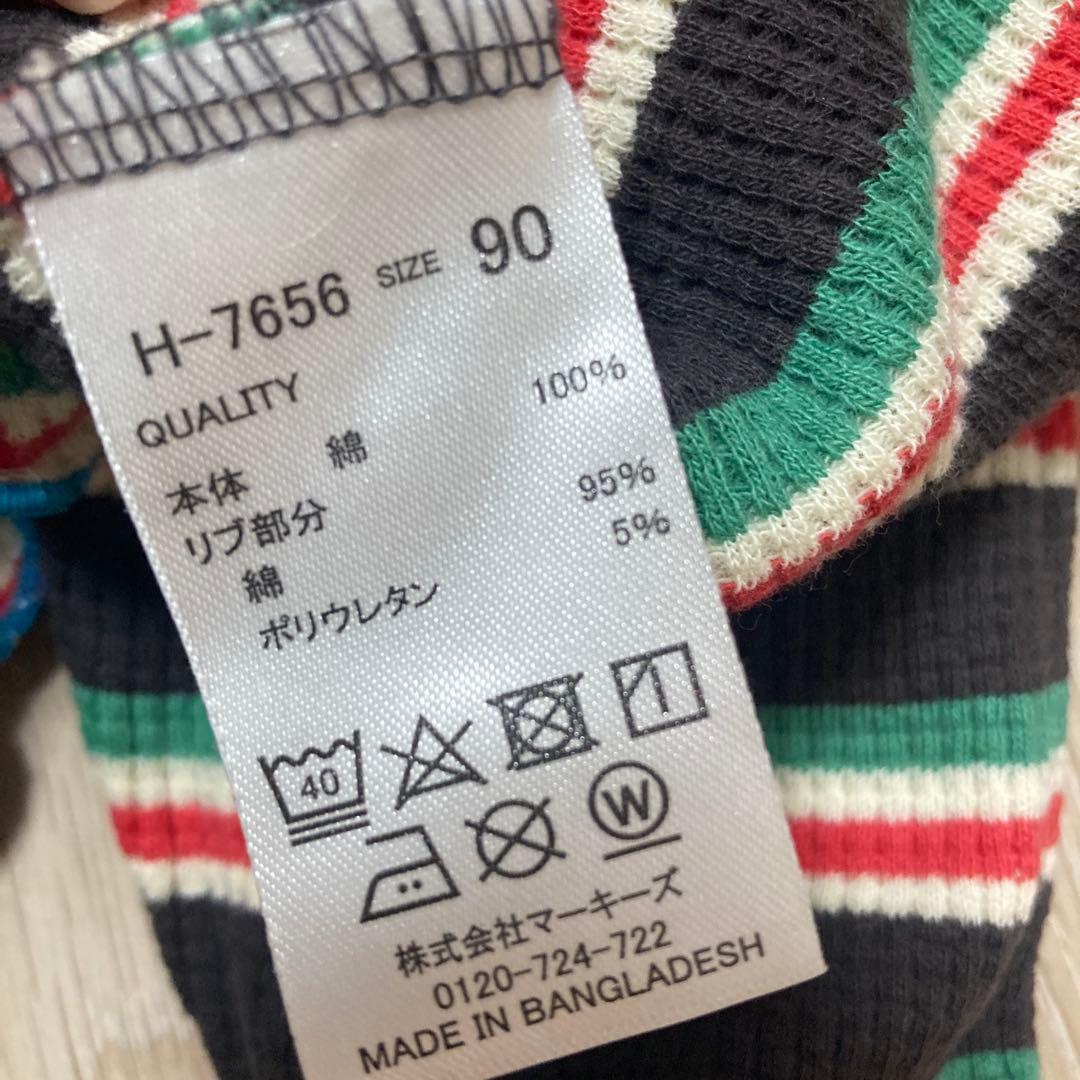 H-7656 SIZE 90
QUALITY
本体 綿 100%
リブ部分
綿 95%
ポリウレタン 5%
40
W
株式会社マーキーズ
0120-724-722
MADE IN BANGLADESH